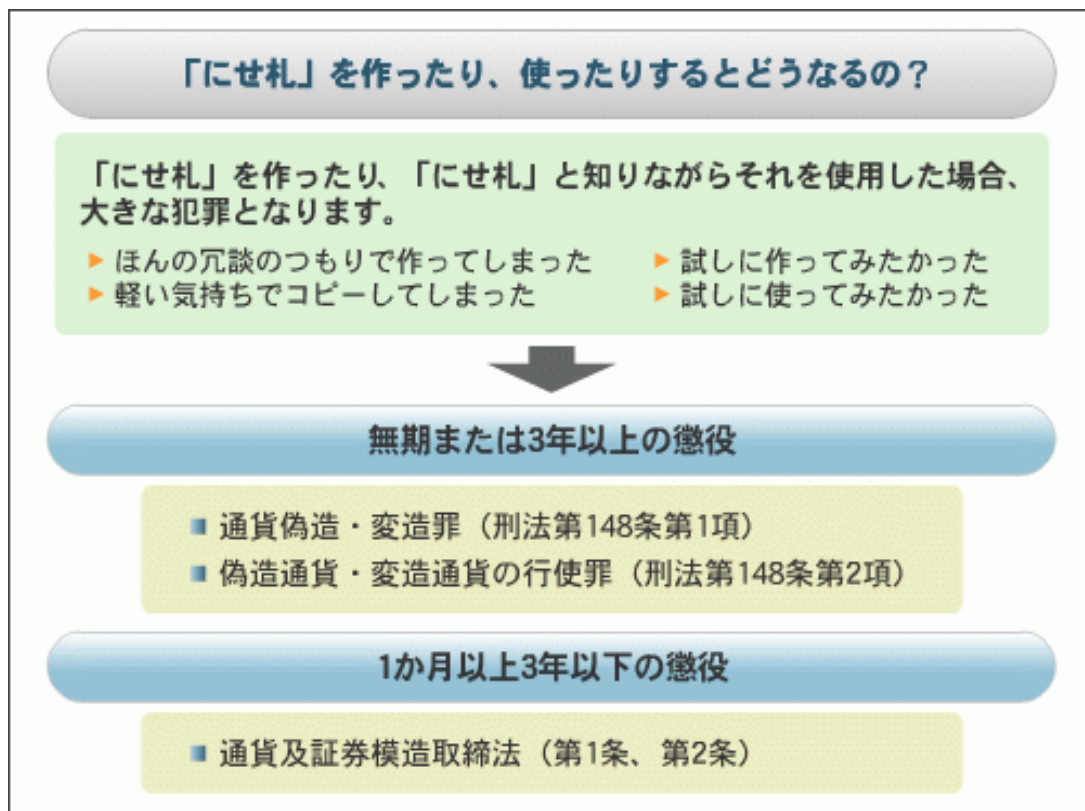 「にせ札」を作ったり、使ったりするとどうなるの？
「にせ札」を作ったり、「にせ札」と知りながらそれを使用した場合、
大きな犯罪となります。
ほんの冗談のつもりで作ってしまった
試しに作ってみたかった
軽い気持ちでコピーしてしまった
試しに使ってみたかった
無期または3年以上の懲役
通貨偽造・変造罪（刑法第148条第1項）
偽造通貨・変造通貨の行使罪（刑法第148条第2項）
1か月以上3年以下の懲役
通貨及証券模造取締法（第1条、第2条）